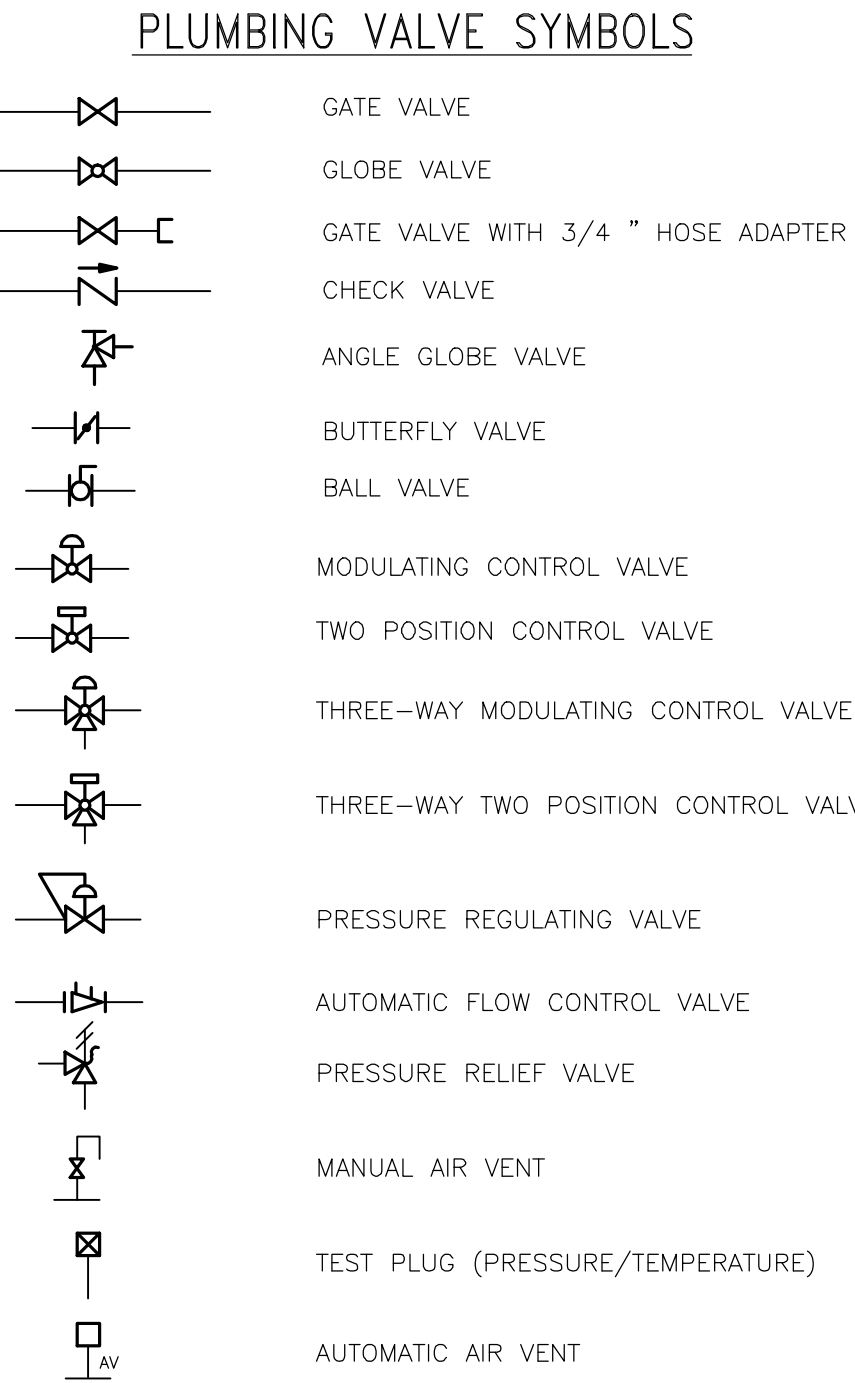 PLUMBING VALVE SYMBOLS
GATE VALVE
GLOBE VALVE
GATE VALVE WITH 3/4 " HOSE ADAPTER
CHECK VALVE
ANGLE GLOBE VALVE
BUTTERFLY VALVE
BALL VALVE
MODULATING CONTROL VALVE
TWO POSITION CONTROL VALVE
THREE-WAY MODULATING CONTROL VALVE
THREE-WAY TWO POSITION CONTROL
PRESSURE REGULATING VALVE
AUTOMATIC FLOW CONTROL VALVE
PRESSURE RELIEF VALVE
MANUAL AIR VENT
TEST PLUG (PRESSURE/TEMPERATURE)
AV
AUTOMATIC AIR VENT